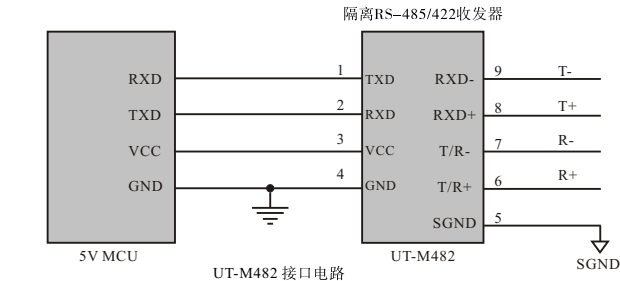 隔离RS-485/422收发器
RXD 1 TXD RXD- 9 T-
TXD 2 RXD RXD+ 8 T+
VCC 3 VCC T/R- 7 R-
GND 4 GND T/R+ 6 R+
SGND 5
5V MCU UT-M482 SGND
UT-M482 接口电路